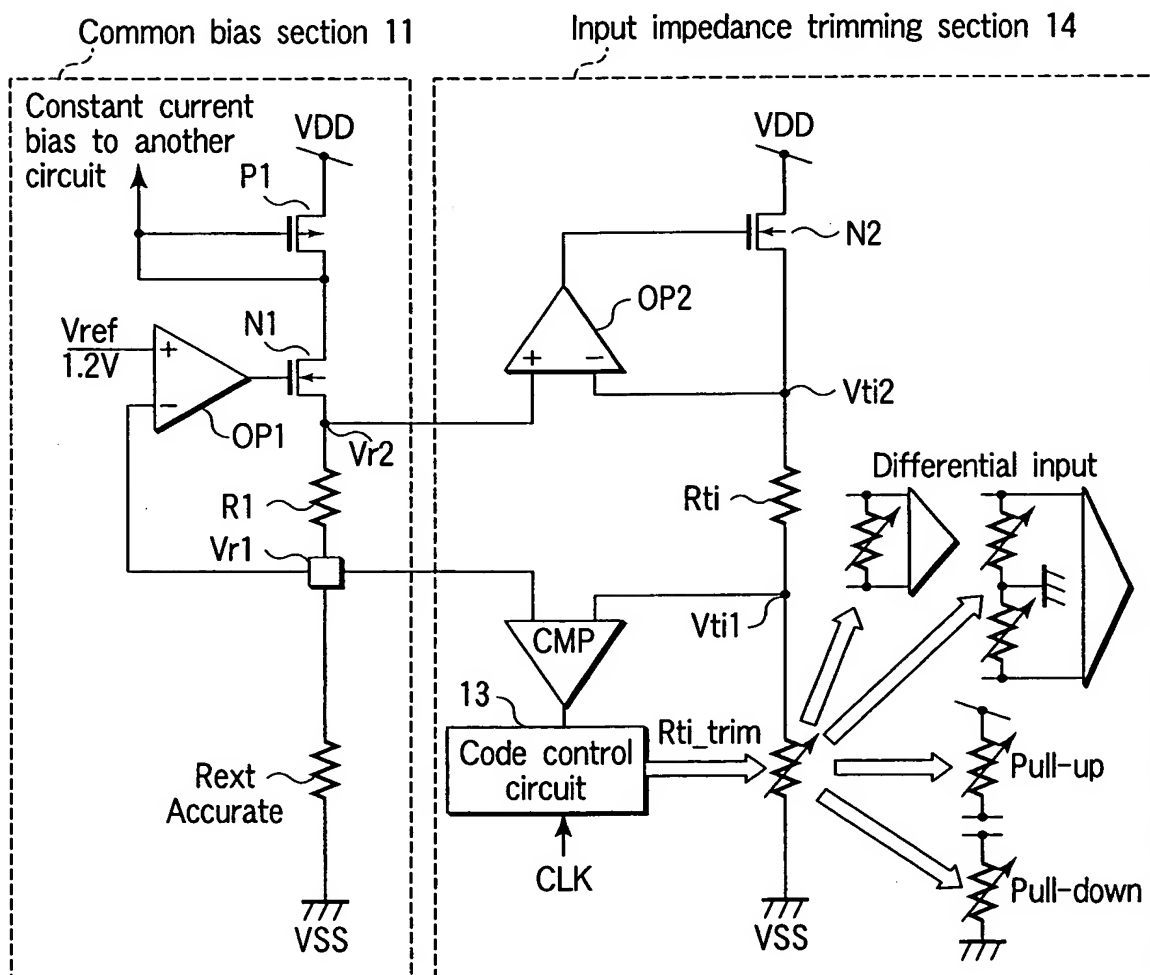 Common bias section 11
Input impedance trimming section 14
Constant current
bias to another
circuit
VDD
P1
VDD
N2
OP2
N1
Vref
1.2V
+
−
OP1
+
−
Vr2
Vti2
R1
Rti
Differential input
Vr1
CMP
Vti1
13
Code control
circuit
Rti_trim
Rext
Accurate
Pull-up
CLK
Pull-down
VSS
VSS